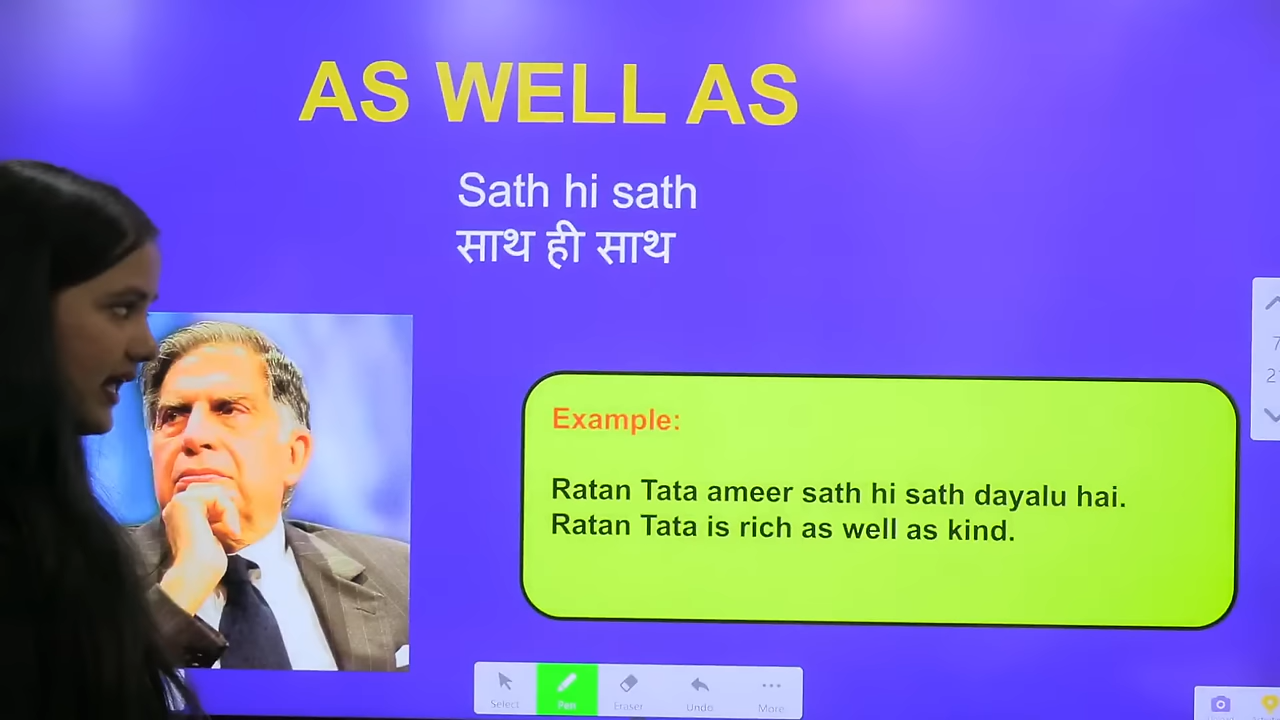 AS WELL AS
Sath hi sath
साथ ही साथ
Example:
Ratan Tata ameer sath hi sath dayalu hai.
Ratan Tata is rich as well as kind.
Select
Pen
Eraser
Undo
More